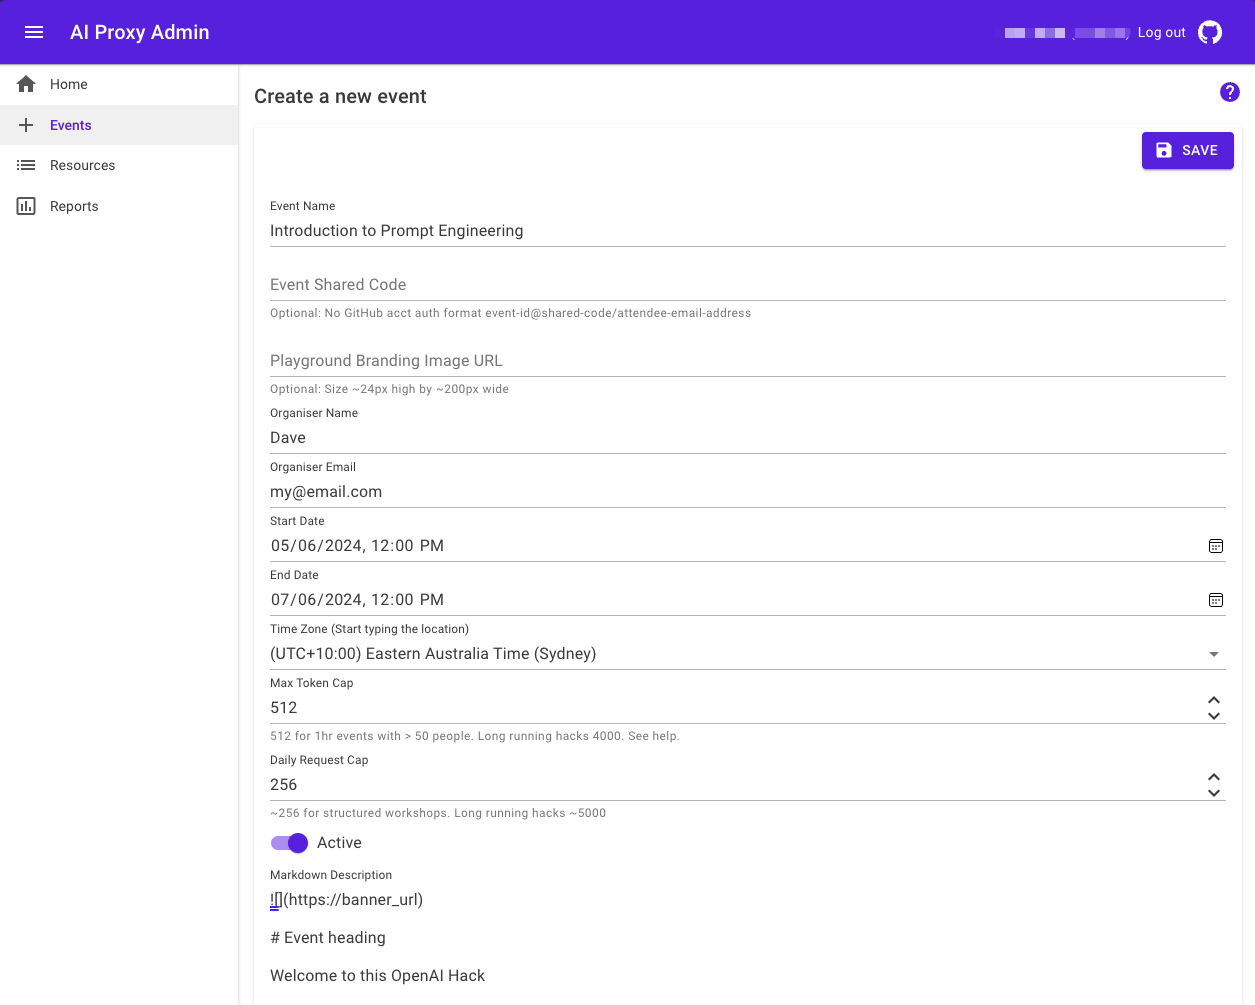 AI Proxy Admin
Log out
Home
Events
Resources
Reports
Create a new event
?
SAVE
Event Name
Introduction to Prompt Engineering
Event Shared Code
Optional: No GitHub acct auth format event-id@shared-code/attendee-email-address
Playground Branding Image URL
Optional: Size ~24px high by ~200px wide
Organiser Name
Dave
Organiser Email
my@email.com
Start Date
05/06/2024, 12:00 PM
End Date
07/06/2024, 12:00 PM
Time Zone (Start typing the location)
(UTC+10:00) Eastern Australia Time (Sydney)
Max Token Cap
512
512 for 1hr events with > 50 people. Long running hacks 4000. See help.
Daily Request Cap
256
~256 for structured workshops. Long running hacks ~5000
Active
Markdown Description
![](https://banner_url)
# Event heading
Welcome to this OpenAI Hack